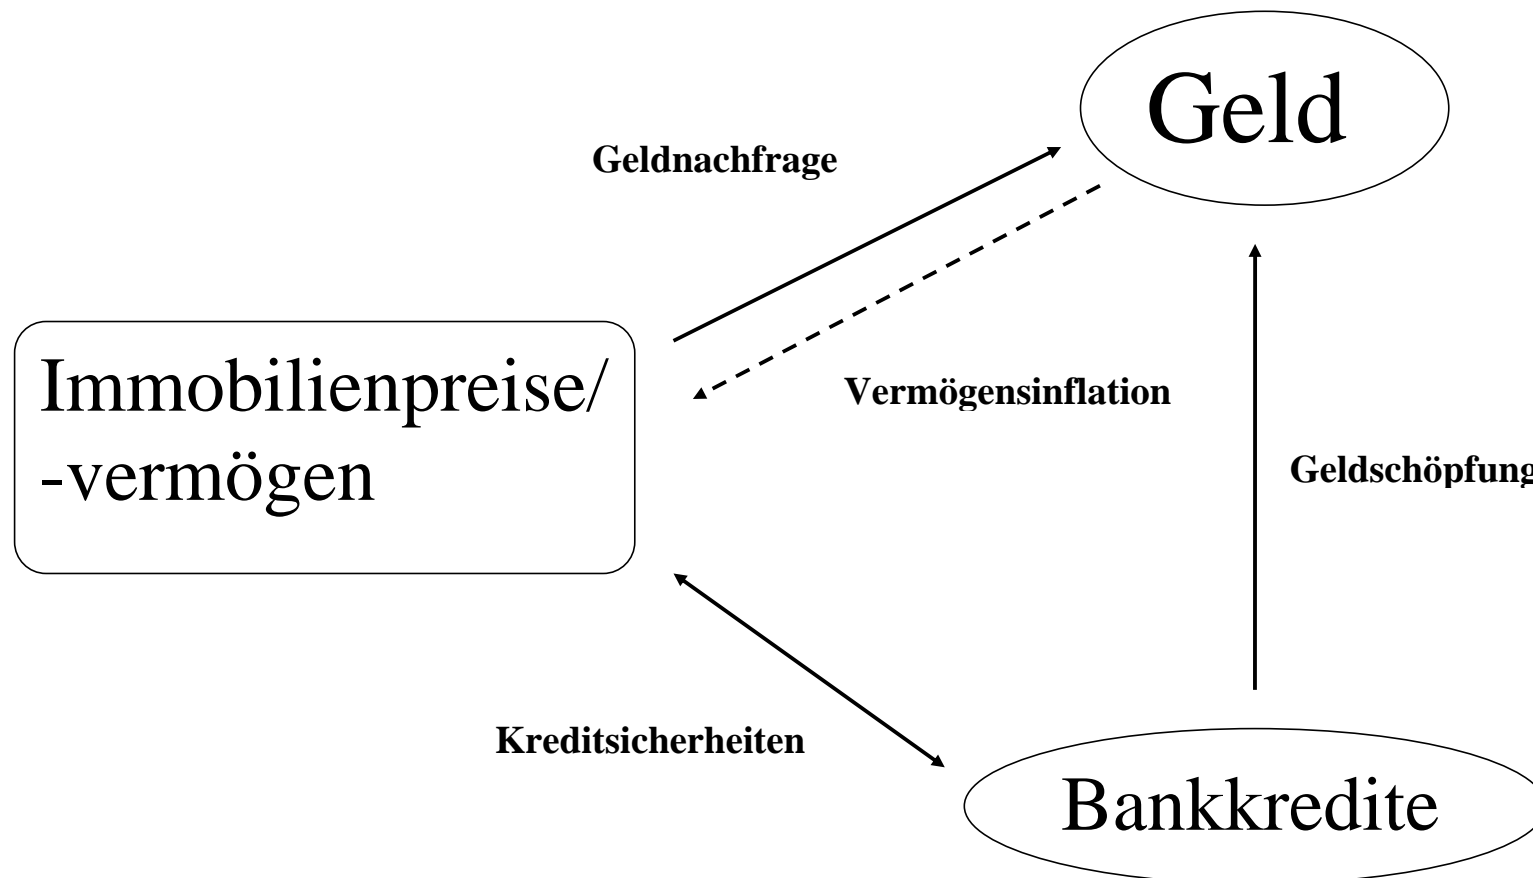 Geld
Geldnachfrage
Immobilienpreise/
-vermögen
Vermögensinflation
Geldschöpfung
Kreditsicherheiten
Bankkredite